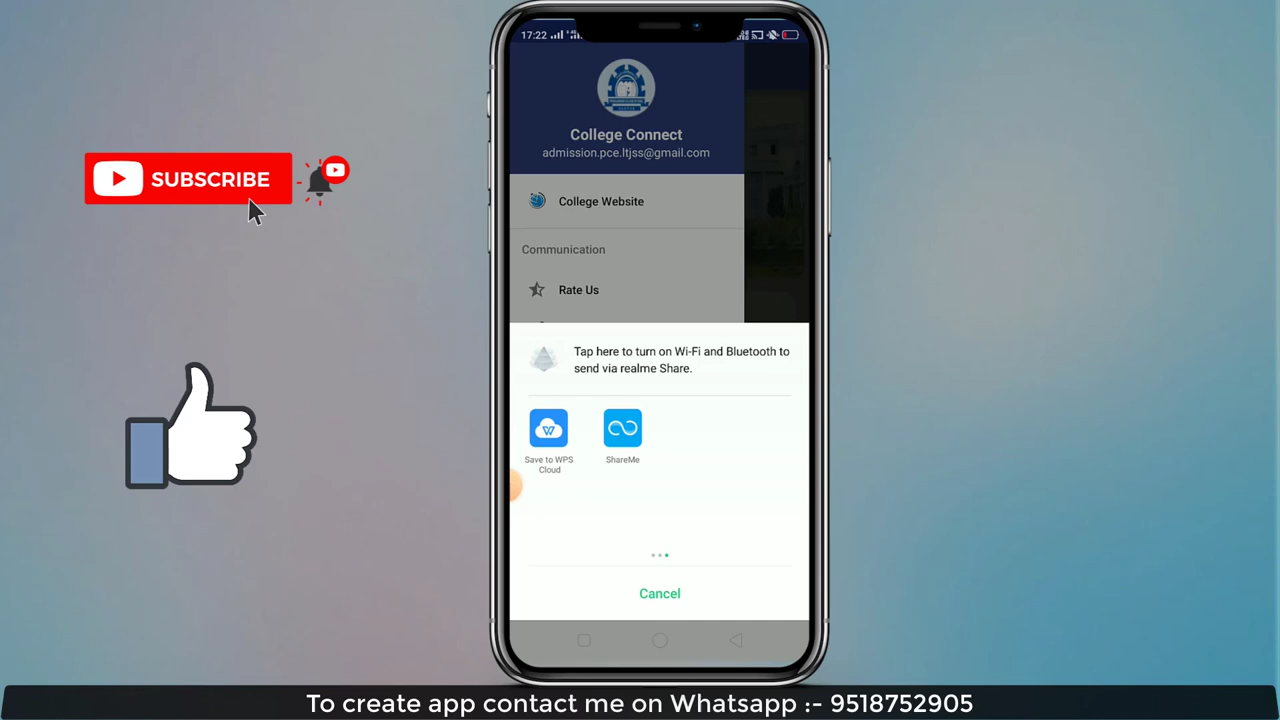 SUBSCRIBE
17:22
College Connect
admission.pce.ltjss@gmail.com
College Website
Communication
Rate Us
Tap here to turn on Wi-Fi and Bluetooth to
send via realme Share.
Save to WPS
Cloud
ShareMe
Cancel
To create app contact me on Whatsapp :- 9518752905